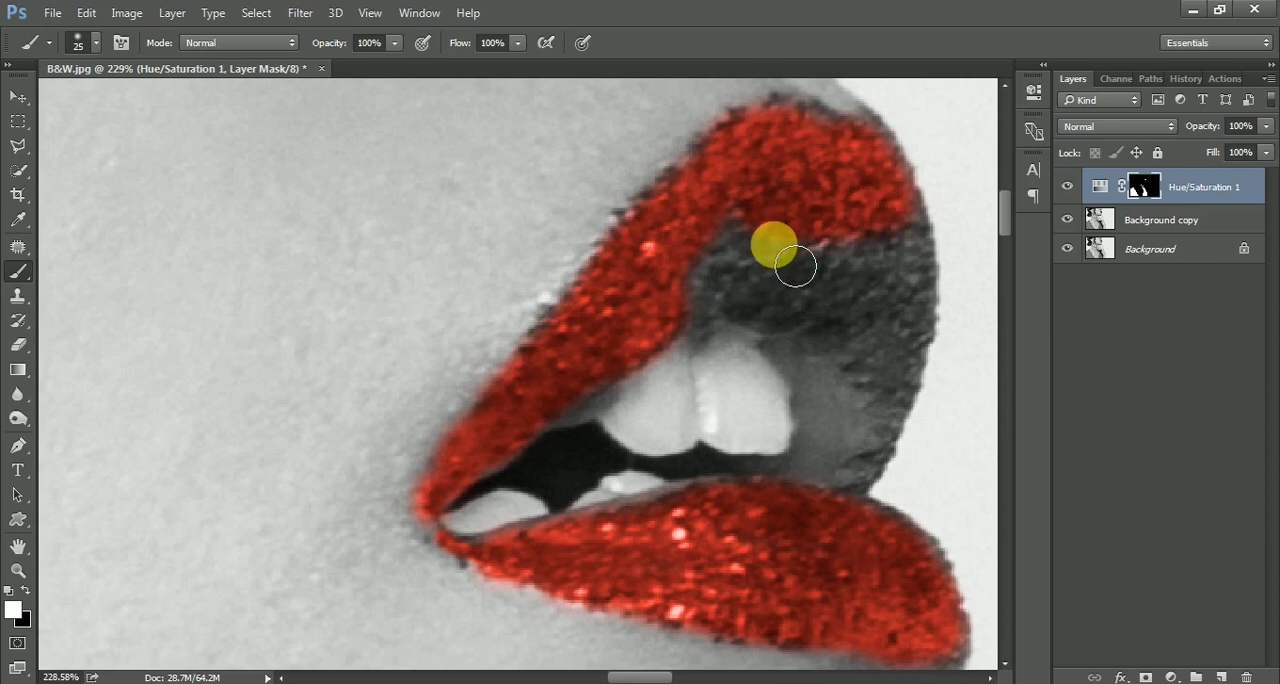 Ps File Edit Image Layer Type Select Filter 3D View Window Help
25 Mode: Normal Opacity: 100% Flow: 100% Essentials
B&W.jpg @ 229% (Hue/Saturation 1, Layer Mask/8) * ×
Layers Channe Paths History Actions
Kind
Normal Opacity: 100%
Lock: Fill: 100%
Hue/Saturation 1
Background copy
Background
228.58% Doc: 28.7M/64.2M